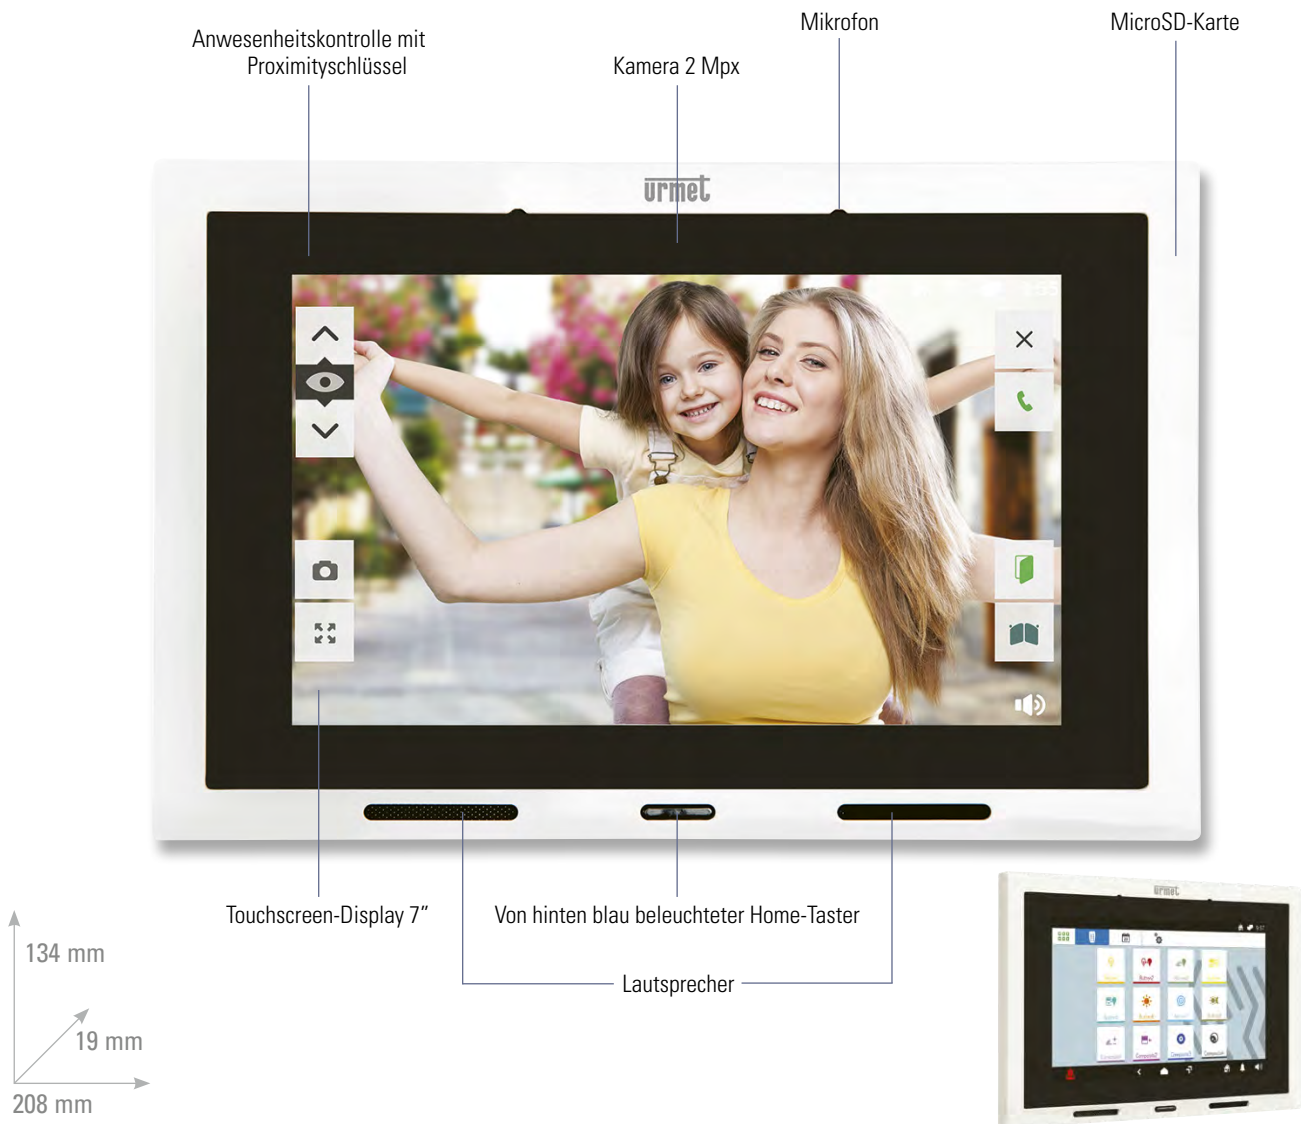 Mikrofon
MicroSD-Karte
Anwesenheitskontrolle mit
Proximityschlüssel
Kamera 2 Mpx
urmet
Touchscreen-Display 7”
Von hinten blau beleuchteter Home-Taster
Lautsprecher
134 mm
19 mm
208 mm
urmet